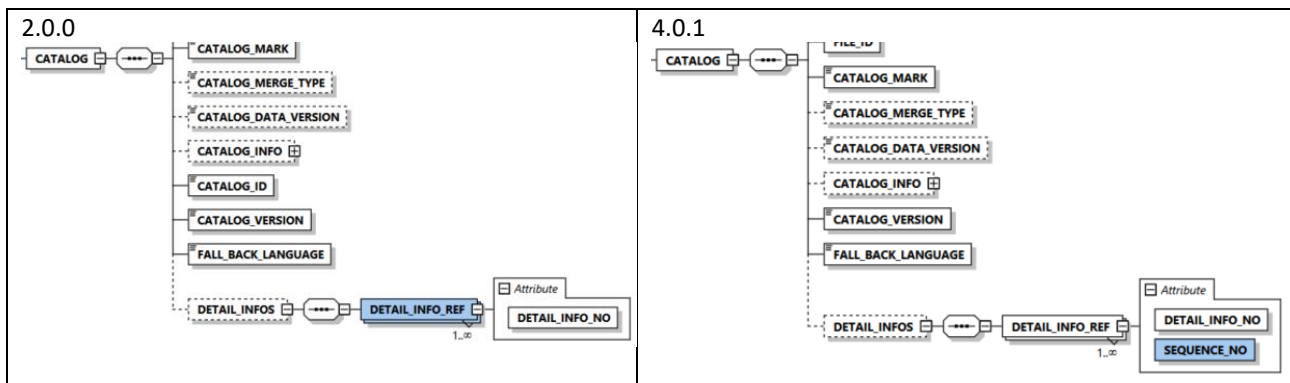 2.0.0
CATALOG
CATALOG_MARK
CATALOG_MERGE_TYPE
CATALOG_DATA_VERSION
CATALOG_INFO
CATALOG_ID
CATALOG_VERSION
FALL_BACK_LANGUAGE
DETAIL_INFOS
DETAIL_INFO_REF
1..∞
Attribute
DETAIL_INFO_NO
4.0.1
CATALOG
FILE_ID
CATALOG_MARK
CATALOG_MERGE_TYPE
CATALOG_DATA_VERSION
CATALOG_INFO
CATALOG_VERSION
FALL_BACK_LANGUAGE
DETAIL_INFOS
DETAIL_INFO_REF
1..∞
Attribute
DETAIL_INFO_NO
SEQUENCE_NO